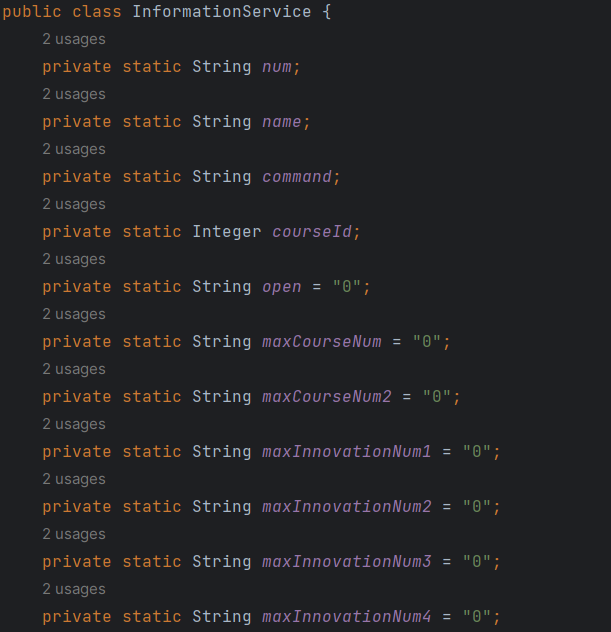 public class InformationService {
2 usages
private static String num;
2 usages
private static String name;
2 usages
private static String command;
2 usages
private static Integer courseId;
2 usages
private static String open = "0";
2 usages
private static String maxCourseNum = "0";
2 usages
private static String maxCourseNum2 = "0";
2 usages
private static String maxInnovationNum1 = "0";
2 usages
private static String maxInnovationNum2 = "0";
2 usages
private static String maxInnovationNum3 = "0";
2 usages
private static String maxInnovationNum4 = "0";